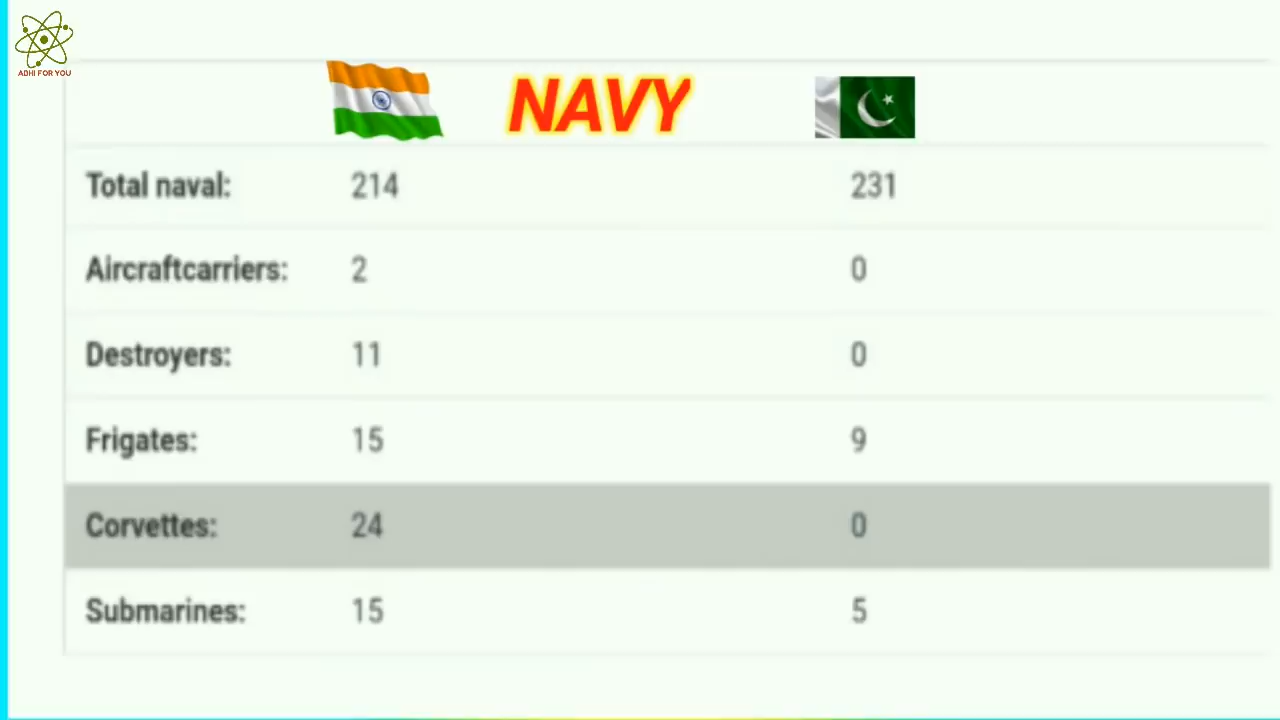 ADHI FOR YOU
NAVY
Total naval: 214 231
Aircraftcarriers: 2 0
Destroyers: 11 0
Frigates: 15 9
Corvettes: 24 0
Submarines: 15 5